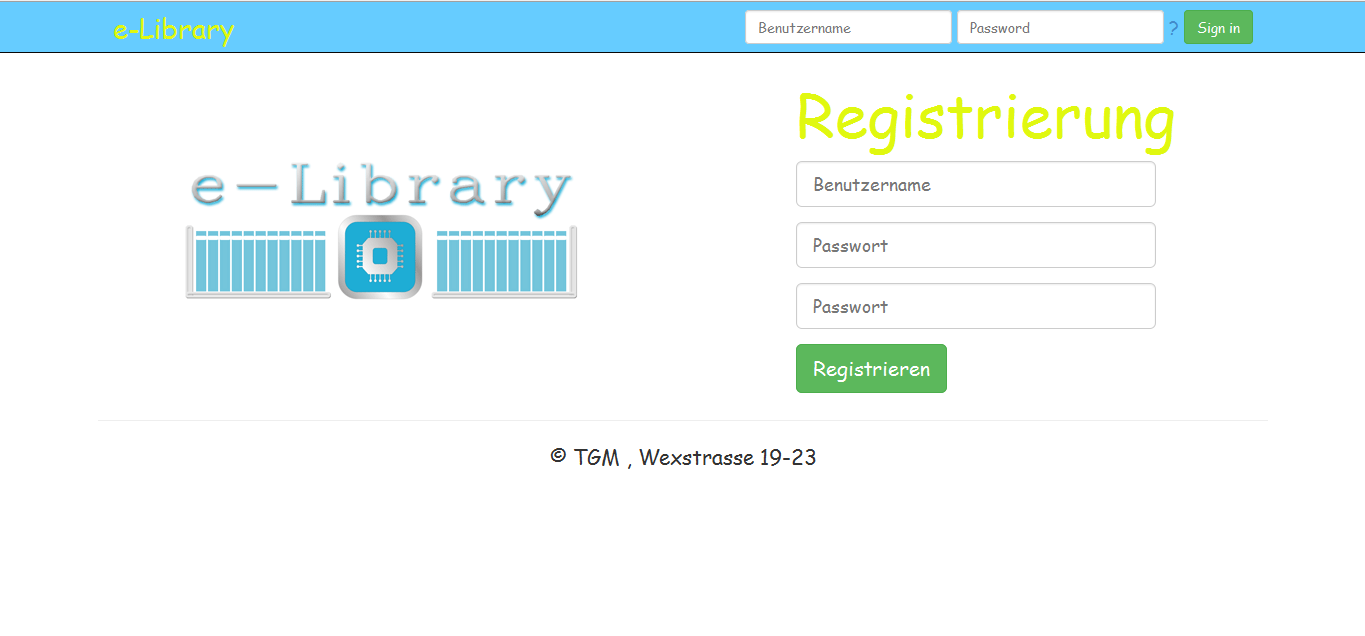 e-Library
Benutzername
Password
?
Sign in
e-Library
Registrierung
Benutzername
Passwort
Passwort
Registrieren
© TGM , Wexstrasse 19-23